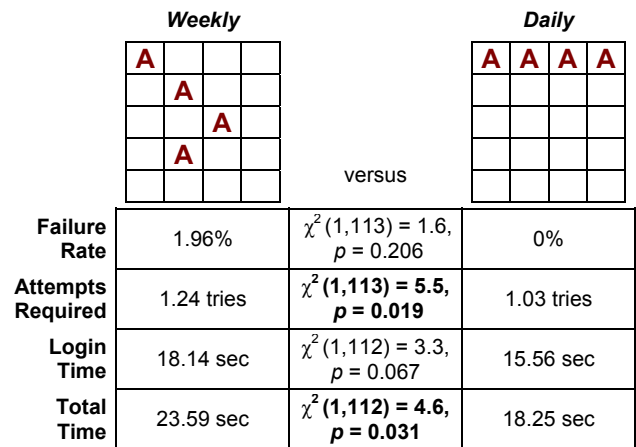 Weekly Daily
A A A A A
A
A
A
versus
Failure Rate 1.96% χ² (1,113) = 1.6, p = 0.206 0%
Attempts Required 1.24 tries χ² (1,113) = 5.5, p = 0.019 1.03 tries
Login Time 18.14 sec χ² (1,112) = 3.3, p = 0.067 15.56 sec
Total Time 23.59 sec χ² (1,112) = 4.6, p = 0.031 18.25 sec